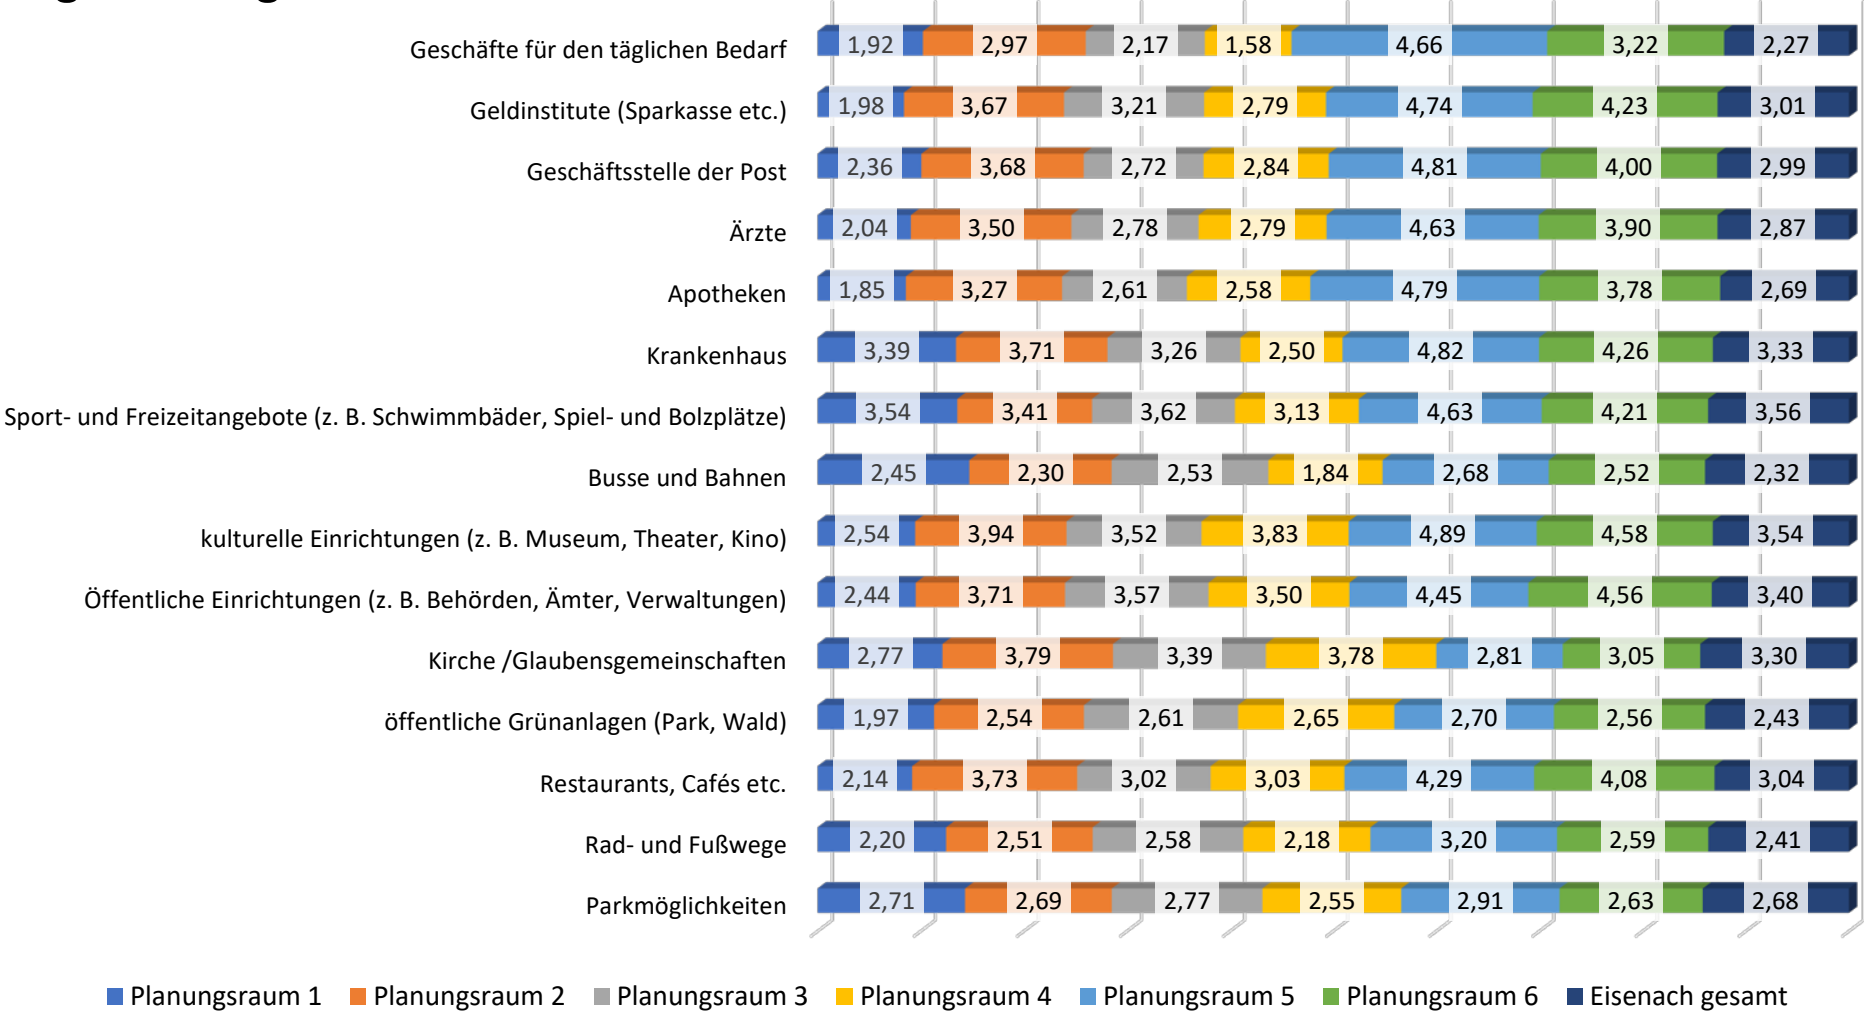 Geschäfte für den täglichen Bedarf 1,92 2,97 2,17 1,58 4,66 3,22 2,27
Geldinstitute (Sparkasse etc.) 1,98 3,67 3,21 2,79 4,74 4,23 3,01
Geschäftsstelle der Post 2,36 3,68 2,72 2,84 4,81 4,00 2,99
Ärzte 2,04 3,50 2,78 2,79 4,63 3,90 2,87
Apotheken 1,85 3,27 2,61 2,58 4,79 3,78 2,69
Krankenhaus 3,39 3,71 3,26 2,50 4,82 4,26 3,33
Sport- und Freizeitangebote (z. B. Schwimmbäder, Spiel- und Bolzplätze) 3,54 3,41 3,62 3,13 4,63 4,21 3,56
Busse und Bahnen 2,45 2,30 2,53 1,84 2,68 2,52 2,32
kulturelle Einrichtungen (z. B. Museum, Theater, Kino) 2,54 3,94 3,52 3,83 4,89 4,58 3,54
Öffentliche Einrichtungen (z. B. Behörden, Ämter, Verwaltungen) 2,44 3,71 3,57 3,50 4,45 4,56 3,40
Kirche /Glaubensgemeinschaften 2,77 3,79 3,39 3,78 2,81 3,05 3,30
öffentliche Grünanlagen (Park, Wald) 1,97 2,54 2,61 2,65 2,70 2,56 2,43
Restaurants, Cafés etc. 2,14 3,73 3,02 3,03 4,29 4,08 3,04
Rad- und Fußwege 2,20 2,51 2,58 2,18 3,20 2,59 2,41
Parkmöglichkeiten 2,71 2,69 2,77 2,55 2,91 2,63 2,68
Planungsraum 1 Planungsraum 2 Planungsraum 3 Planungsraum 4 Planungsraum 5 Planungsraum 6 Eisenach gesamt